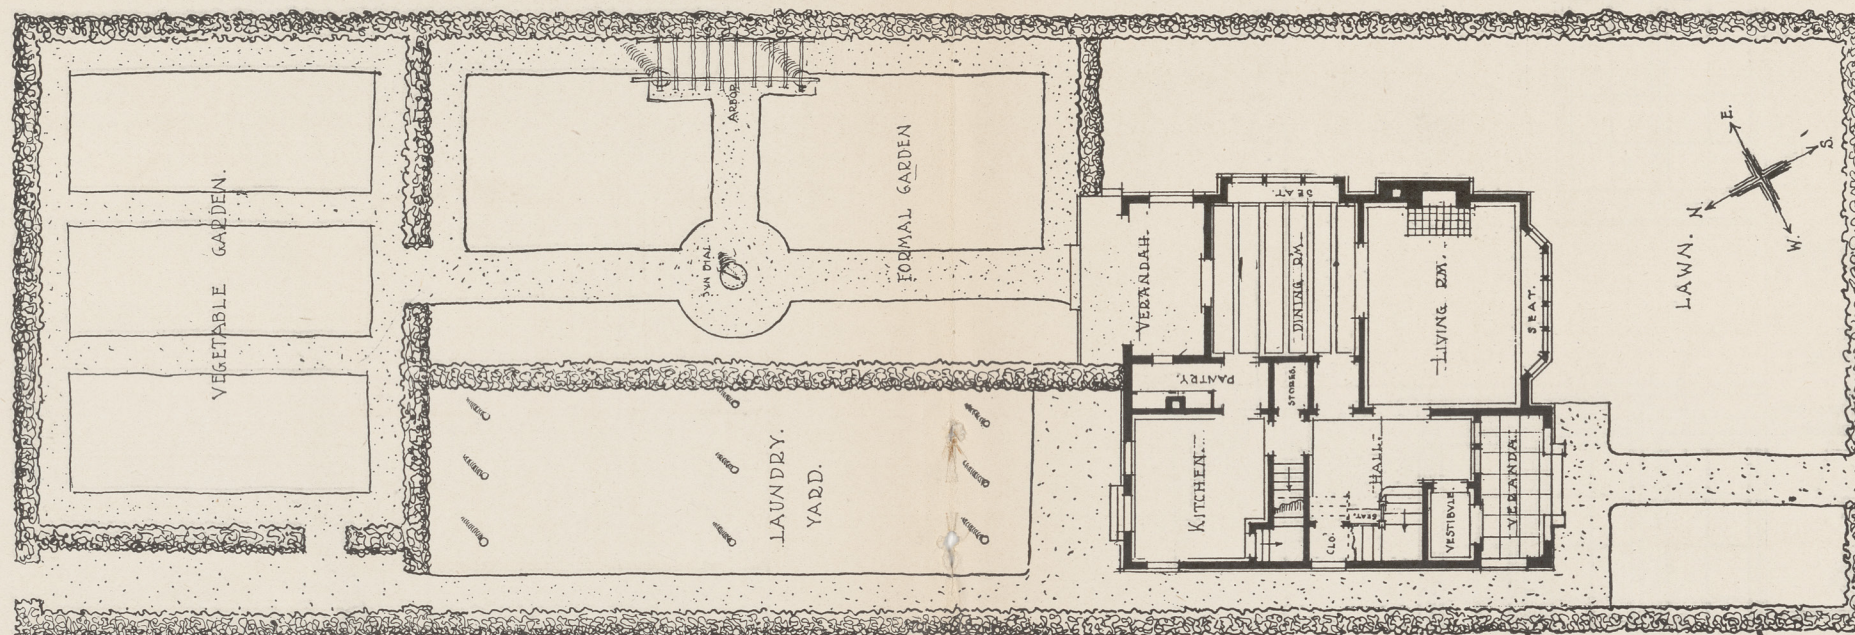 VEGETABLE GARDEN.
ARBOR
SUN DIAL
FORMAL GARDEN
LAUNDRY.
YARD.
VERANDAH.
SEAT.
DINING R'M.
LIVING RM.
SEAT.
PANTRY.
STORES.
KITCHEN.
HALL.
SEAT.
CLO.
VESTIBULE
VERANDA.
LAWN.
E.
S.
N.
W.